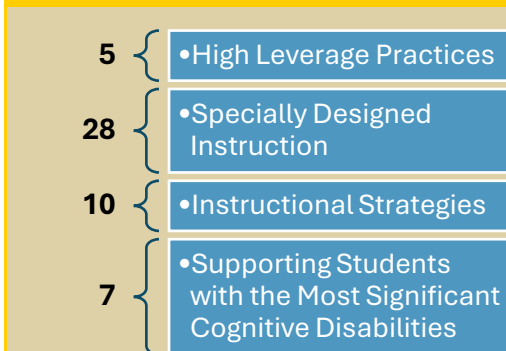 5
•High Leverage Practices
28
•Specially Designed
Instruction
10
•Instructional Strategies
7
•Supporting Students
with the Most Significant
Cognitive Disabilities